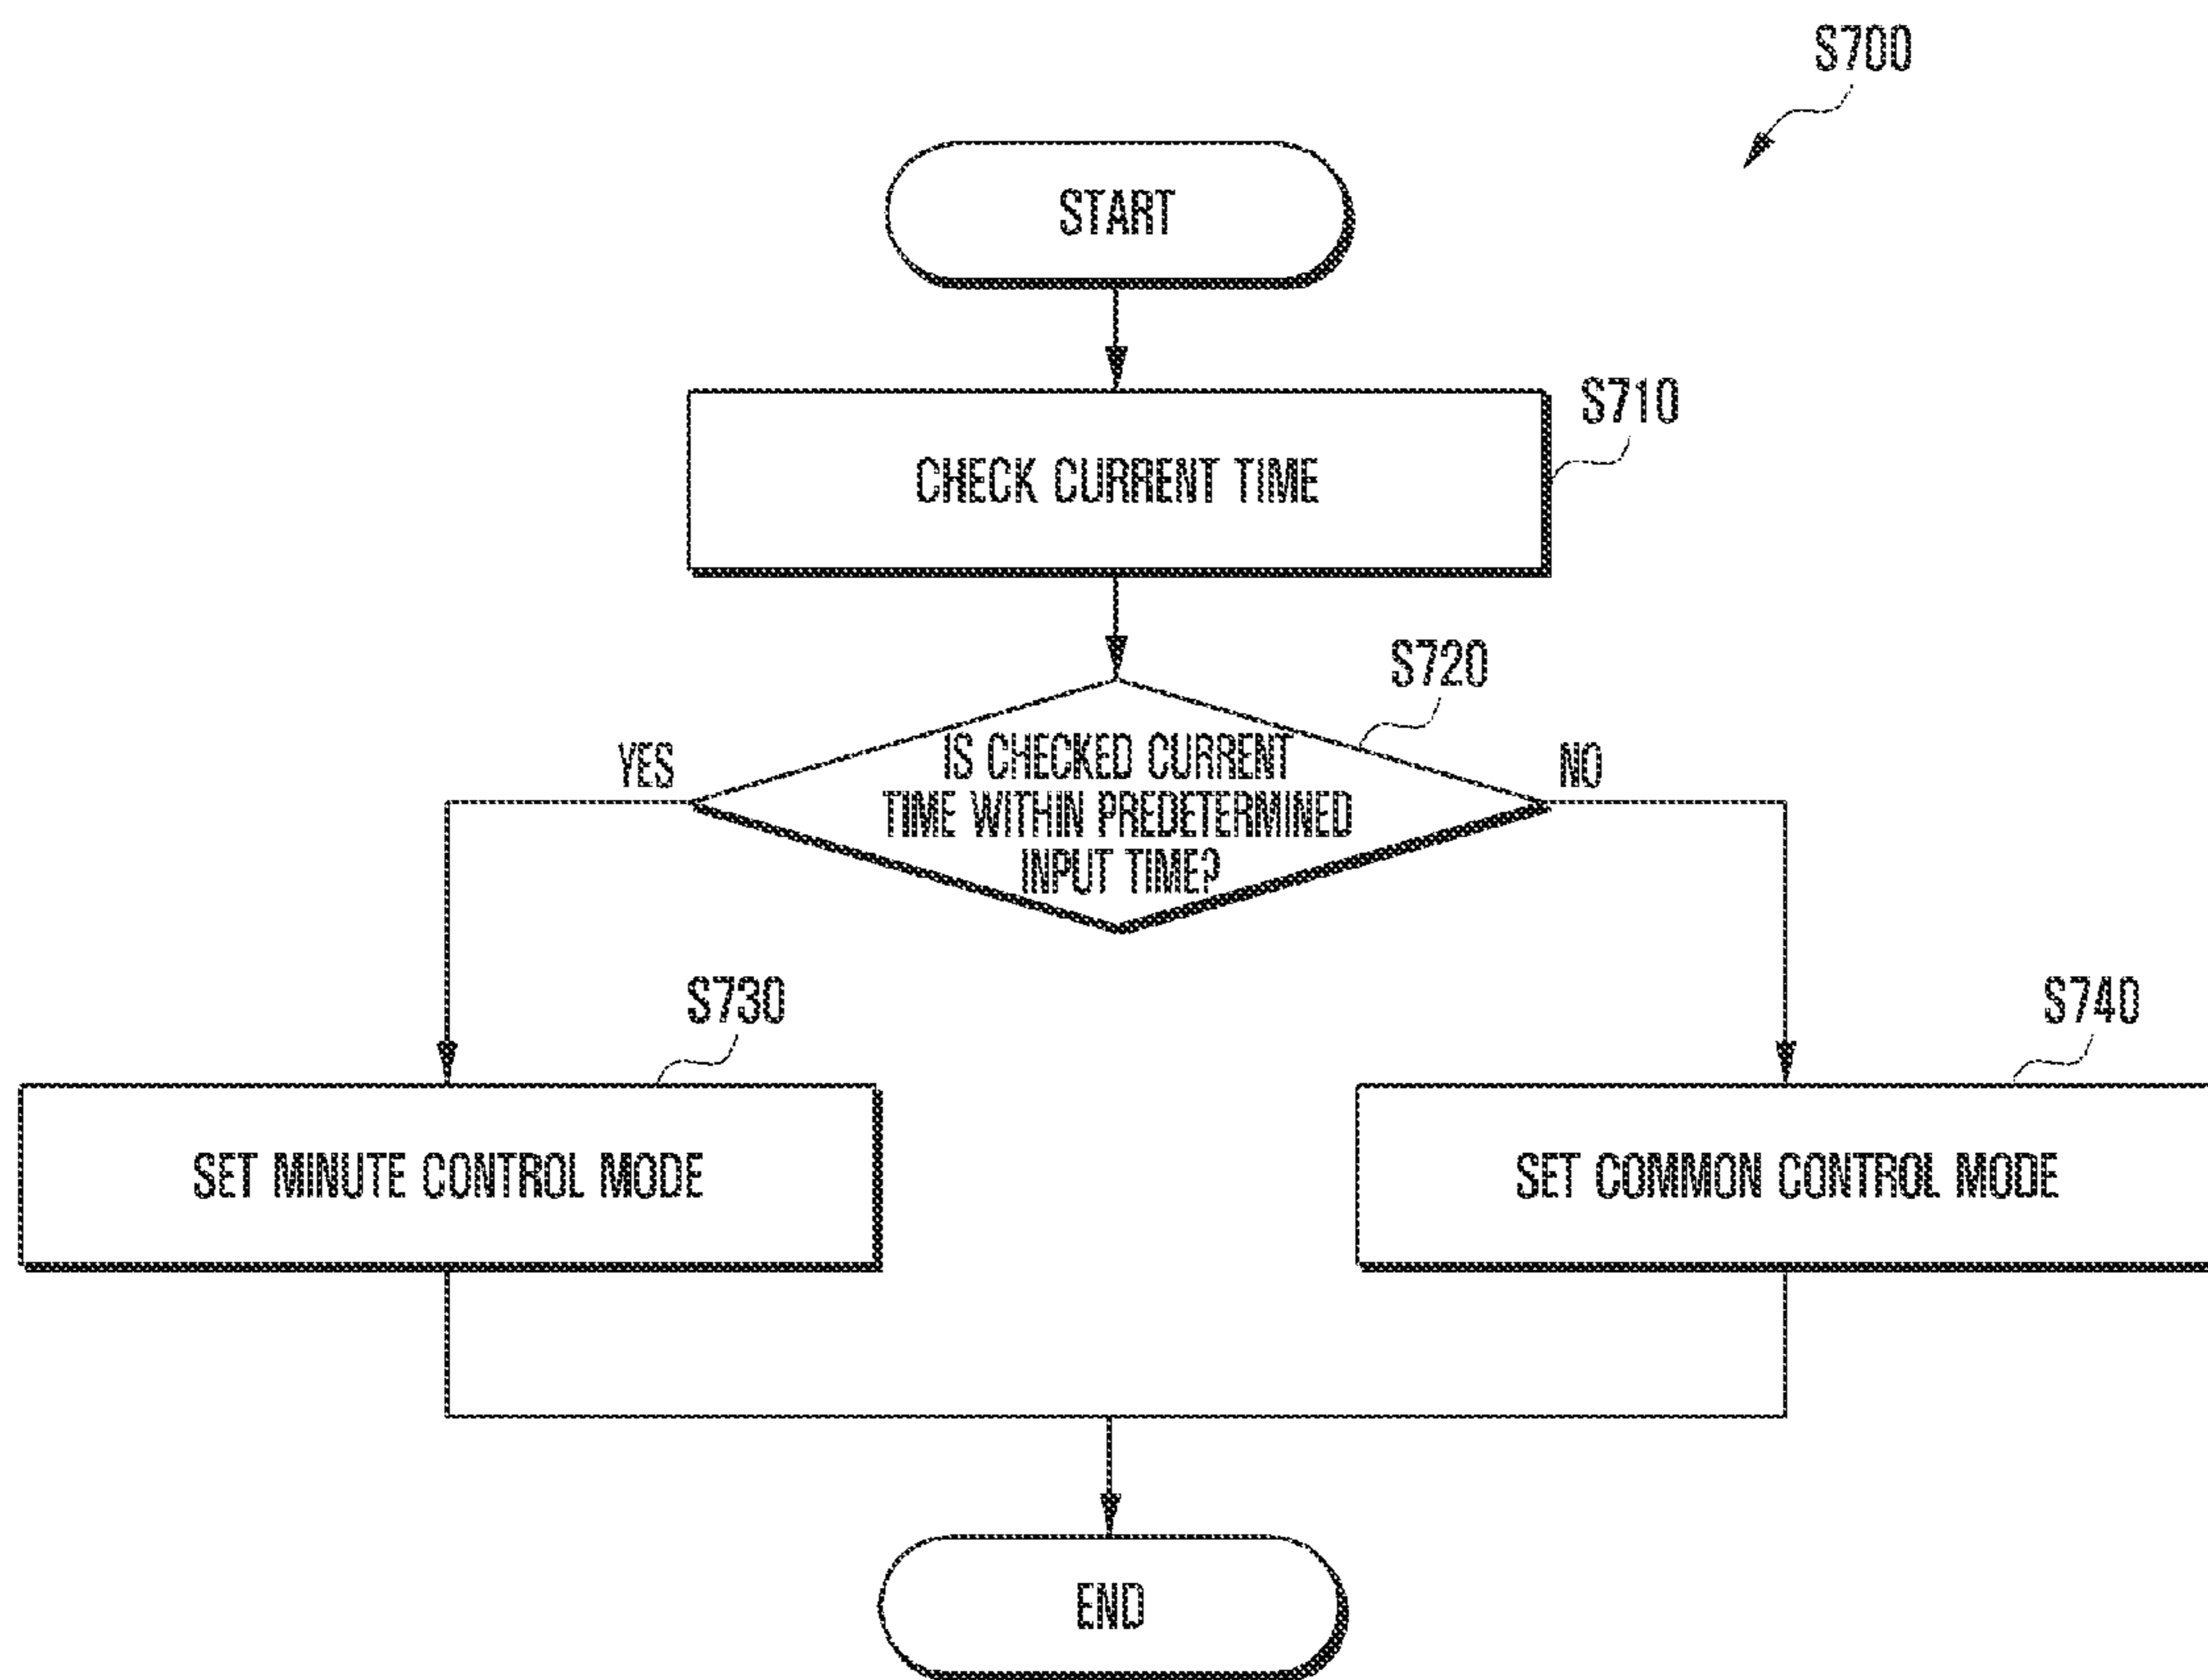 S700
START
S710
CHECK CURRENT TIME
S720
YES
IS CHECKED CURRENT
TIME WITHIN PREDETERMINED
INPUT TIME?
NO
S730
S740
SET MINUTE CONTROL MODE
SET COMMON CONTROL MODE
END